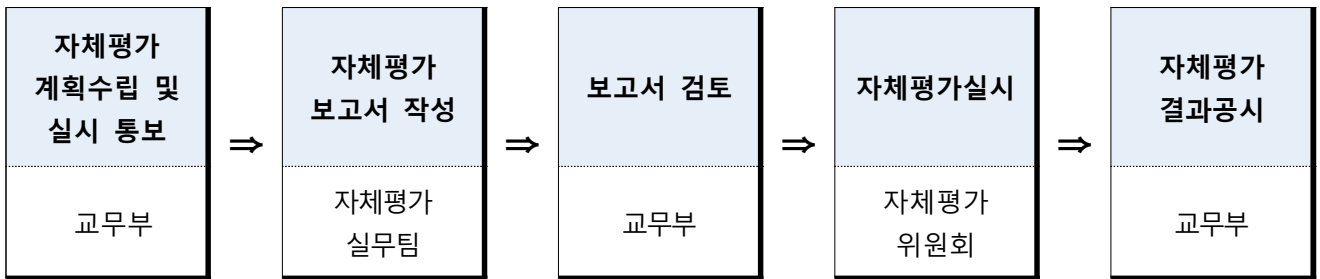 자체평가
계획수립 및
실시 통보
교무부
⇒
자체평가
보고서 작성
자체평가
실무팀
⇒
보고서 검토
교무부
⇒
자체평가실시
자체평가
위원회
⇒
자체평가
결과공시
교무부